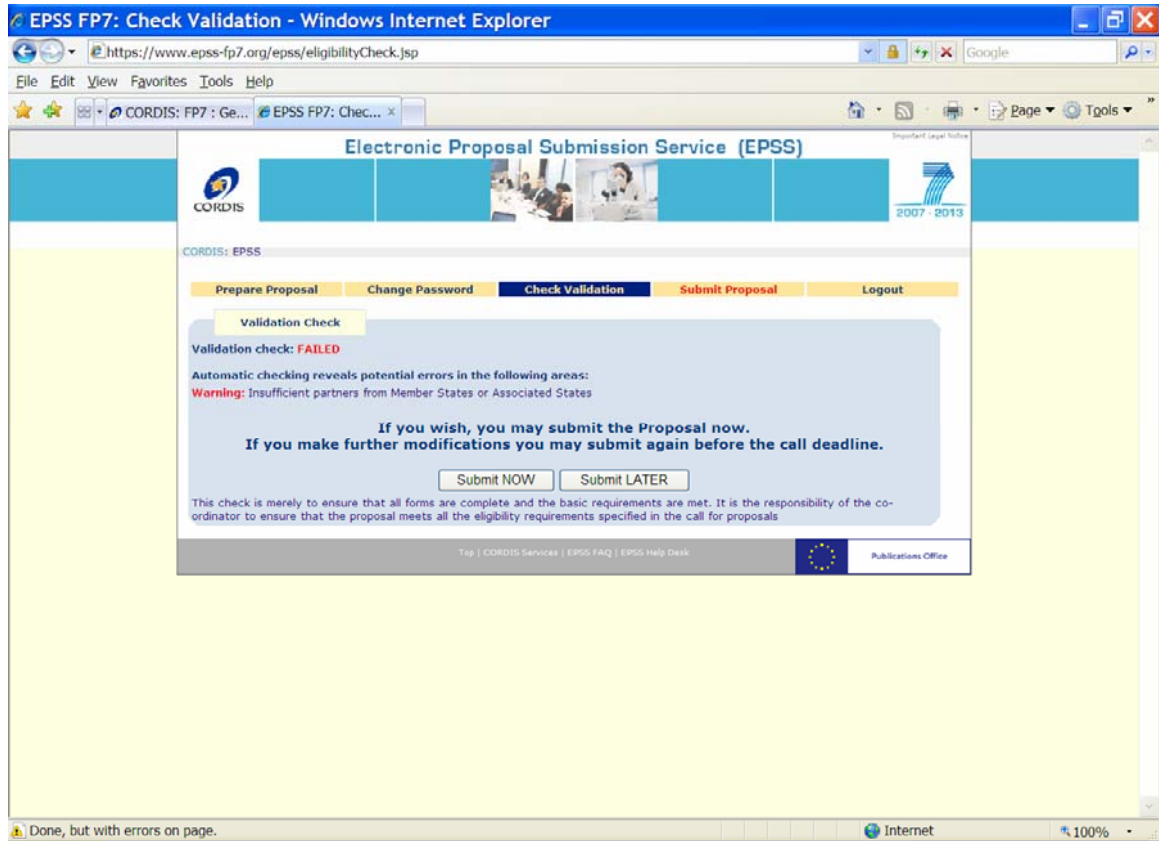 EPSS FP7: Check Validation - Windows Internet Explorer
https://www.epss-fp7.org/epss/eligibilityCheck.jsp
Google
File Edit View Favorites Tools Help
CORDIS: FP7 : Ge...
EPSS FP7: Chec... ×
Page
Tools
»
Important Legal Notice
Electronic Proposal Submission Service (EPSS)
CORDIS
7
2007 - 2013
CORDIS: EPSS
Prepare Proposal
Change Password
Check Validation
Submit Proposal
Logout
Validation Check
Validation check: FAILED
Automatic checking reveals potential errors in the following areas:
Warning: Insufficient partners from Member States or Associated States
If you wish, you may submit the Proposal now.
If you make further modifications you may submit again before the call deadline.
Submit NOW
Submit LATER
This check is merely to ensure that all forms are complete and the basic requirements are met. It is the responsibility of the co-
ordinator to ensure that the proposal meets all the eligibility requirements specified in the call for proposals
Top | CORDIS Services | EPSS FAQ | EPSS Help Desk
Publications Office
Done, but with errors on page.
Internet
100%